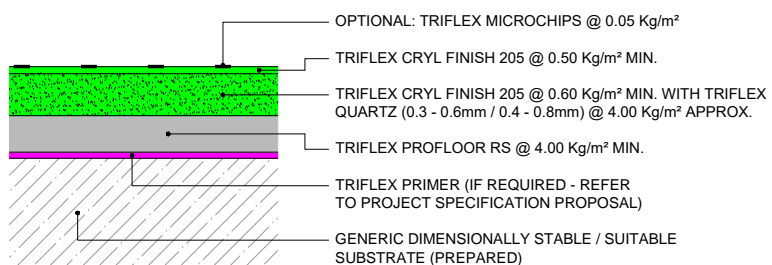 OPTIONAL: TRIFLEX MICROCHIPS @ 0.05 Kg/m²
TRIFLEX CRYL FINISH 205 @ 0.50 Kg/m² MIN.
TRIFLEX CRYL FINISH 205 @ 0.60 Kg/m² MIN. WITH TRIFLEX
QUARTZ (0.3 - 0.6mm / 0.4 - 0.8mm) @ 4.00 Kg/m² APPROX.
TRIFLEX PROFLOOR RS @ 4.00 Kg/m² MIN.
TRIFLEX PRIMER (IF REQUIRED - REFER
TO PROJECT SPECIFICATION PROPOSAL)
GENERIC DIMENSIONALLY STABLE / SUITABLE
SUBSTRATE (PREPARED)